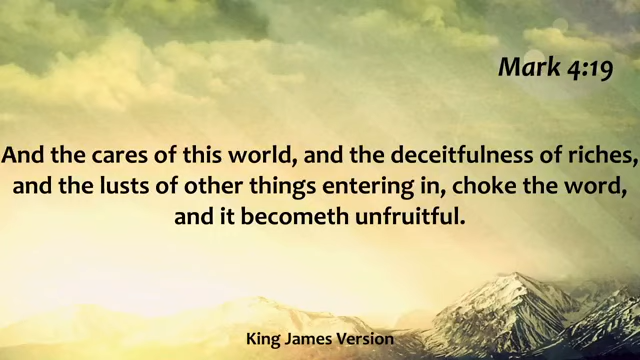 Mark 4:19
And the cares of this world, and the deceitfulness of riches,
and the lusts of other things entering in, choke the word,
and it becometh unfruitful.
King James Version